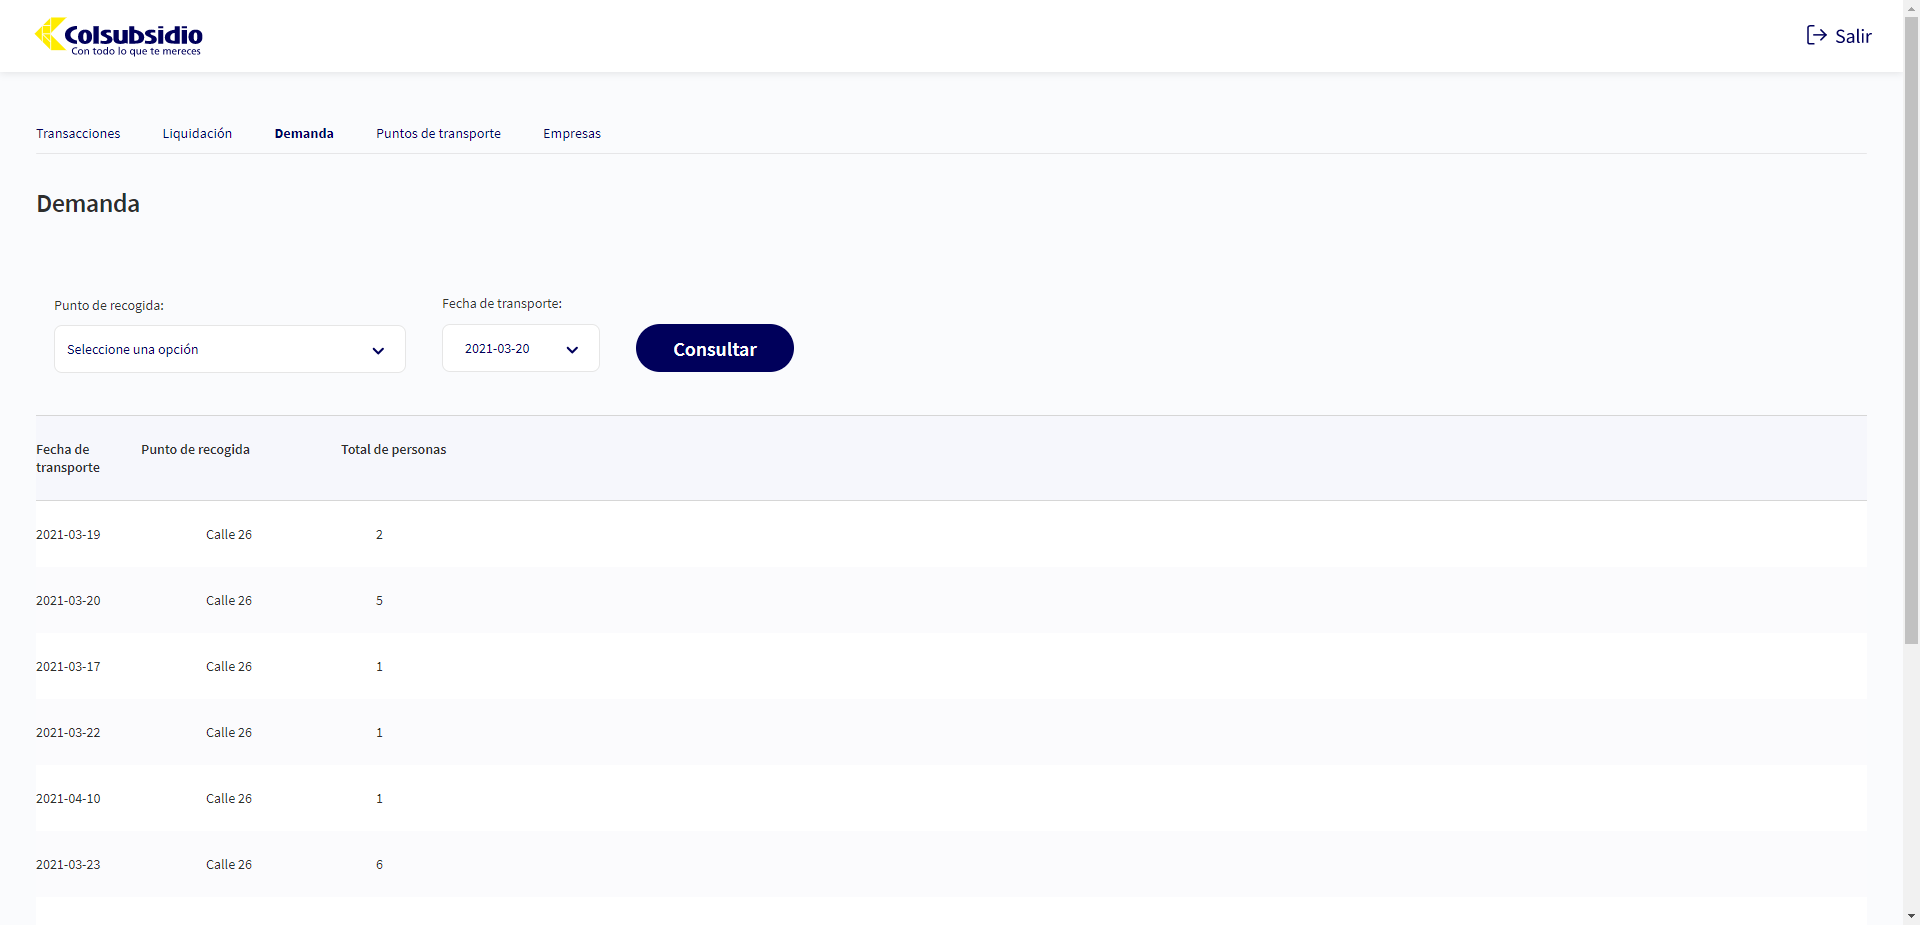 Colsubsidio
Con todo lo que te mereces
Salir
Transacciones Liquidación Demanda Puntos de transporte Empresas
Demanda
Punto de recogida: Fecha de transporte:
Seleccione una opción 2021-03-20 Consultar
Fecha de transporte Punto de recogida Total de personas
2021-03-19 Calle 26 2
2021-03-20 Calle 26 5
2021-03-17 Calle 26 1
2021-03-22 Calle 26 1
2021-04-10 Calle 26 1
2021-03-23 Calle 26 6